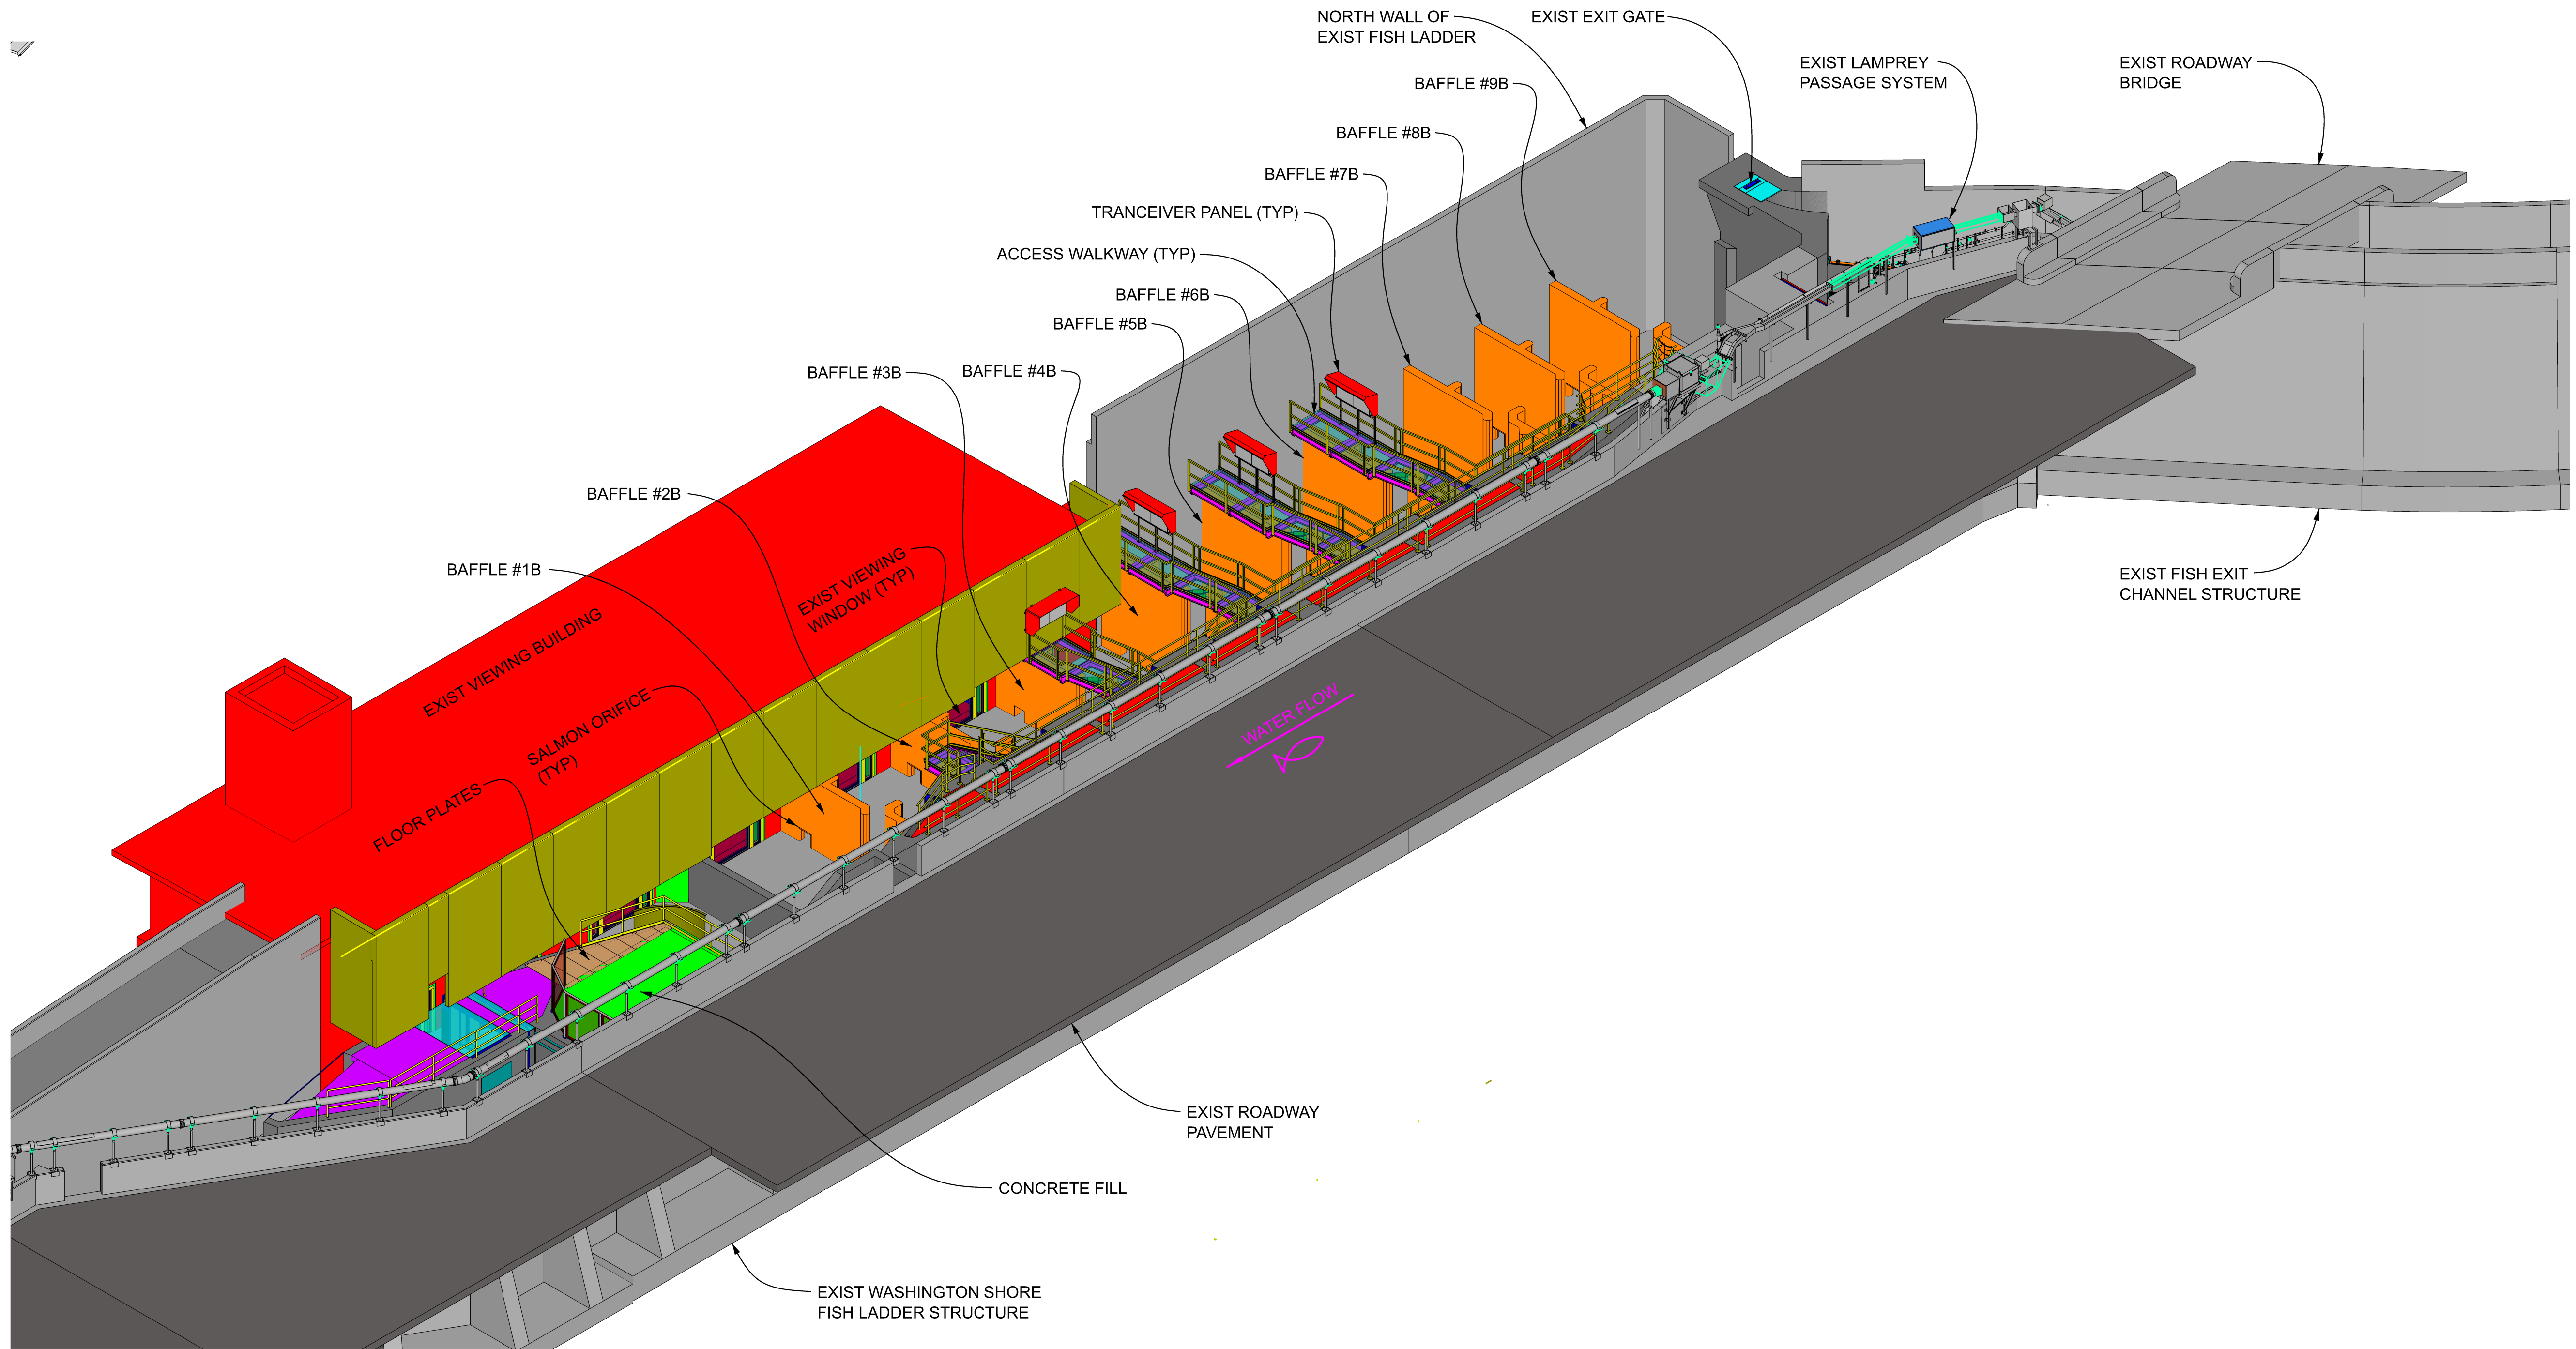 NORTH WALL OF
EXIST FISH LADDER
EXIST EXIT GATE
EXIST LAMPREY
PASSAGE SYSTEM
EXIST ROADWAY
BRIDGE
BAFFLE #9B
BAFFLE #8B
BAFFLE #7B
TRANCEIVER PANEL (TYP)
ACCESS WALKWAY (TYP)
BAFFLE #6B
BAFFLE #5B
BAFFLE #4B
BAFFLE #3B
BAFFLE #2B
BAFFLE #1B
EXIST VIEWING
WINDOW (TYP)
EXIST VIEWING BUILDING
SALMON ORIFICE
(TYP)
FLOOR PLATES
WATER FLOW
EXIST FISH EXIT
CHANNEL STRUCTURE
EXIST ROADWAY
PAVEMENT
CONCRETE FILL
EXIST WASHINGTON SHORE
FISH LADDER STRUCTURE